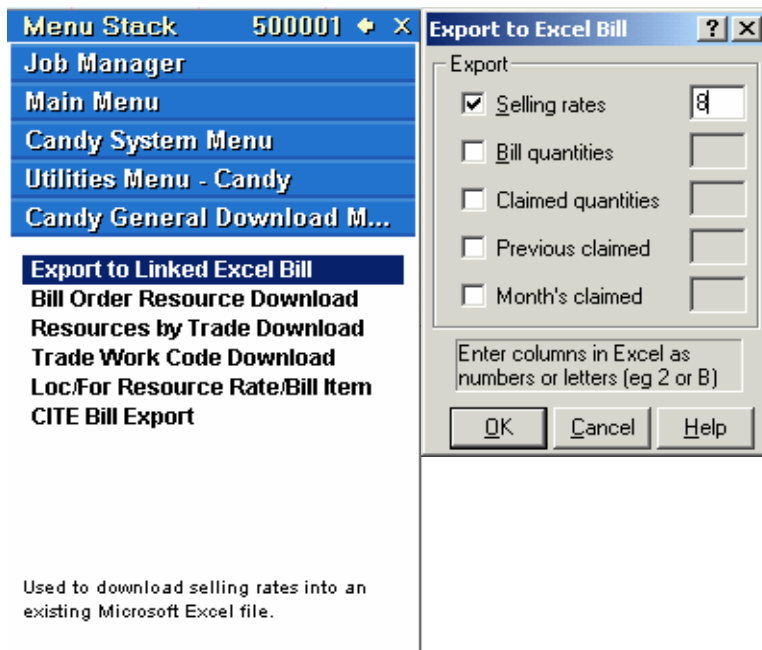 Menu Stack 500001
Job Manager
Main Menu
Candy System Menu
Utilities Menu - Candy
Candy General Download M...
Export to Linked Excel Bill
Bill Order Resource Download
Resources by Trade Download
Trade Work Code Download
Loc/For Resource Rate/Bill Item
CITE Bill Export
Used to download selling rates into an
existing Microsoft Excel file.
Export to Excel Bill ? X
Export
Selling rates 8
Bill quantities
Claimed quantities
Previous claimed
Month's claimed
Enter columns in Excel as
numbers or letters (eg 2 or B)
OK Cancel Help